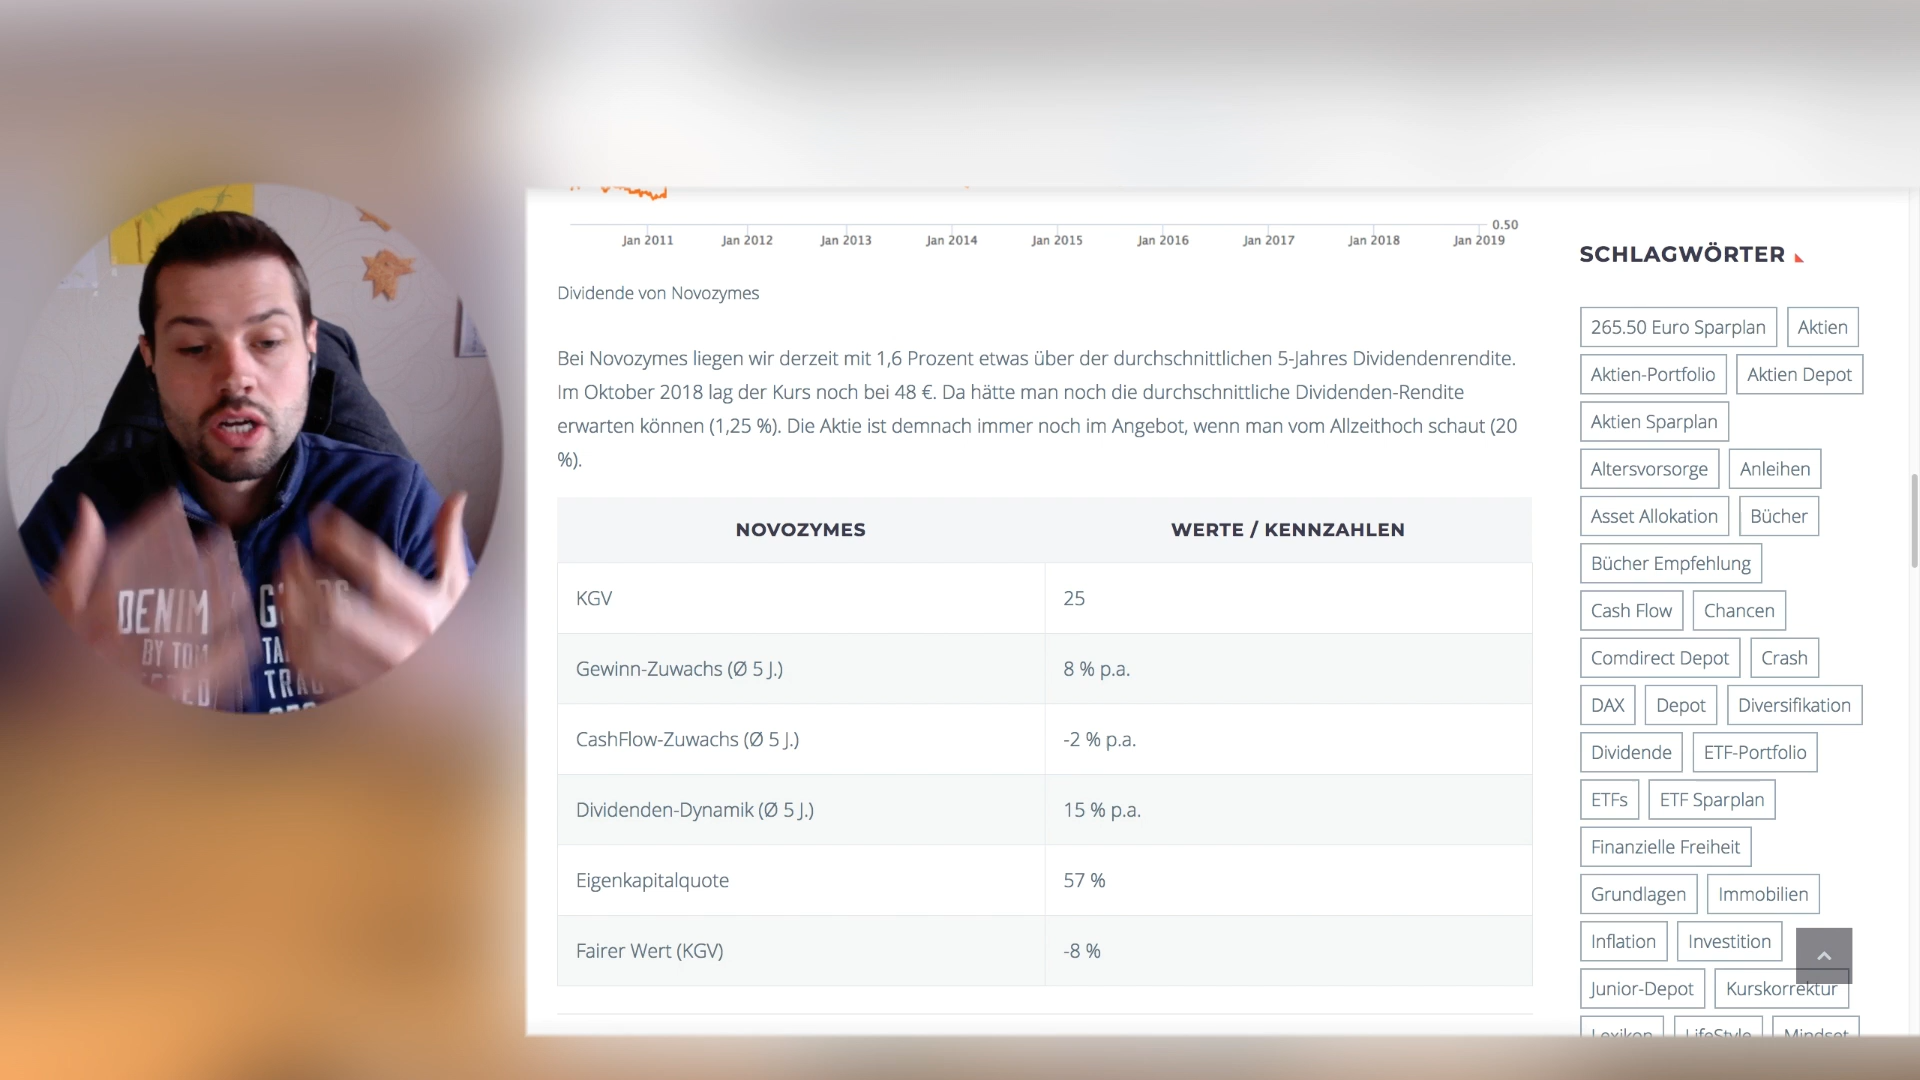 0.50
Jan 2011 Jan 2012 Jan 2013 Jan 2014 Jan 2015 Jan 2016 Jan 2017 Jan 2018 Jan 2019
Dividende von Novozymes
Bei Novozymes liegen wir derzeit mit 1,6 Prozent etwas über der durchschnittlichen 5-Jahres Dividendenrendite.
Im Oktober 2018 lag der Kurs noch bei 48 €. Da hätte man noch die durchschnittliche Dividenden-Rendite
erwarten können (1,25 %). Die Aktie ist demnach immer noch im Angebot, wenn man vom Allzeithoch schaut (20
%).
NOVOZYMES WERTE / KENNZAHLEN
KGV 25
Gewinn-Zuwachs (Ø 5 J.) 8 % p.a.
CashFlow-Zuwachs (Ø 5 J.) -2 % p.a.
Dividenden-Dynamik (Ø 5 J.) 15 % p.a.
Eigenkapitalquote 57 %
Fairer Wert (KGV) -8 %
SCHLAGWÖRTER
265.50 Euro Sparplan Aktien
Aktien-Portfolio Aktien Depot
Aktien Sparplan
Altersvorsorge Anleihen
Asset Allokation Bücher
Bücher Empfehlung
Cash Flow Chancen
Comdirect Depot Crash
DAX Depot Diversifikation
Dividende ETF-Portfolio
ETFs ETF Sparplan
Finanzielle Freiheit
Grundlagen Immobilien
Inflation Investition
Junior-Depot Kurskorrektur
Lexikon LifeStyle Mindset
DENIM
BY TOM